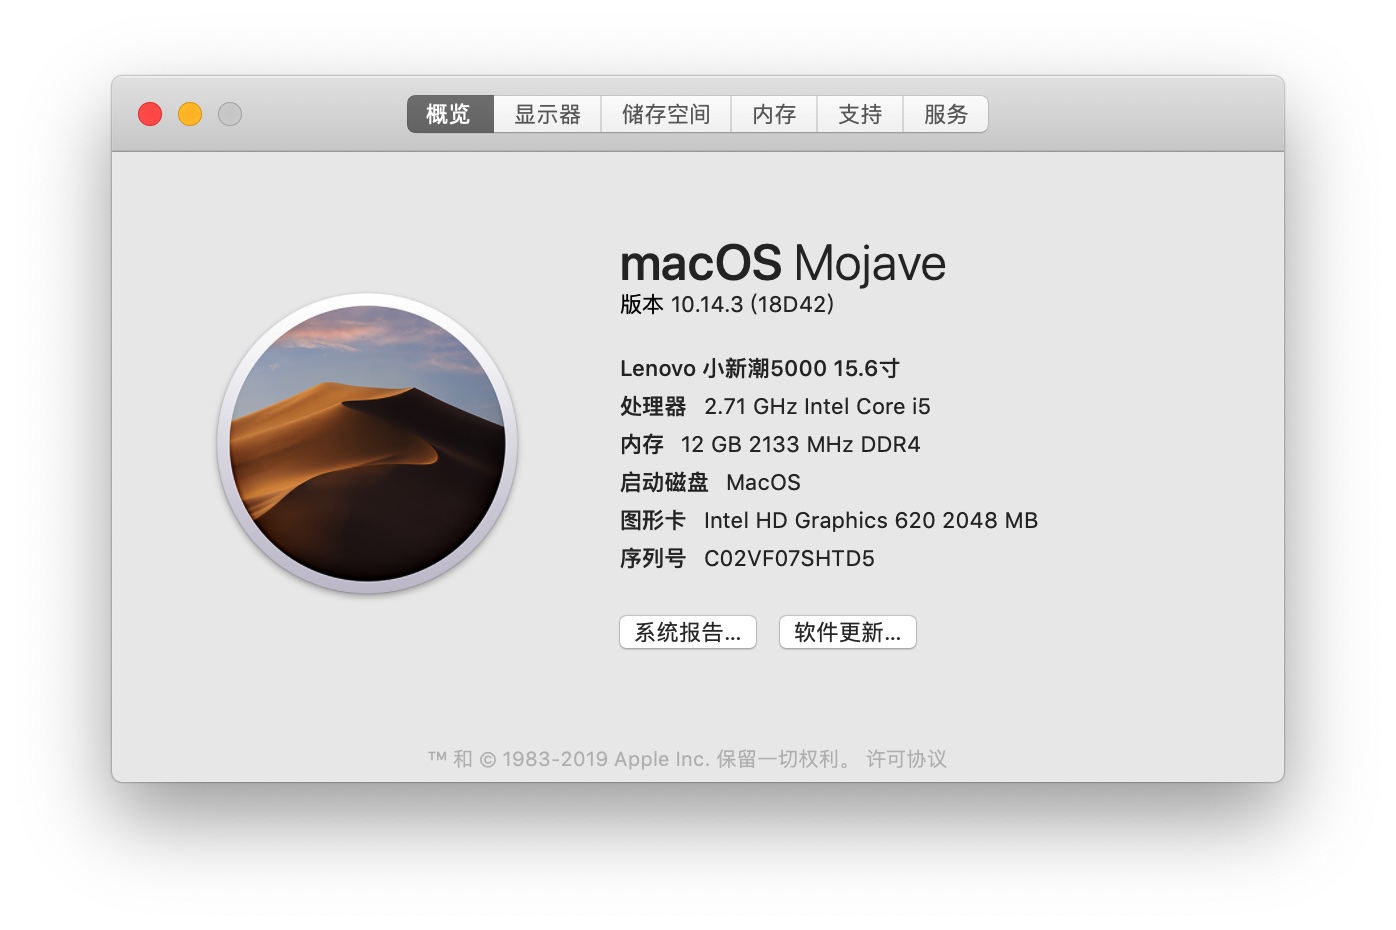 概览 显示器 储存空间 内存 支持 服务
macOS Mojave
版本 10.14.3 (18D42)
Lenovo 小新潮5000 15.6寸
处理器 2.71 GHz Intel Core i5
内存 12 GB 2133 MHz DDR4
启动磁盘 MacOS
图形卡 Intel HD Graphics 620 2048 MB
序列号 C02VF07SHTD5
系统报告... 软件更新...
™ 和 © 1983-2019 Apple Inc. 保留一切权利。 许可协议